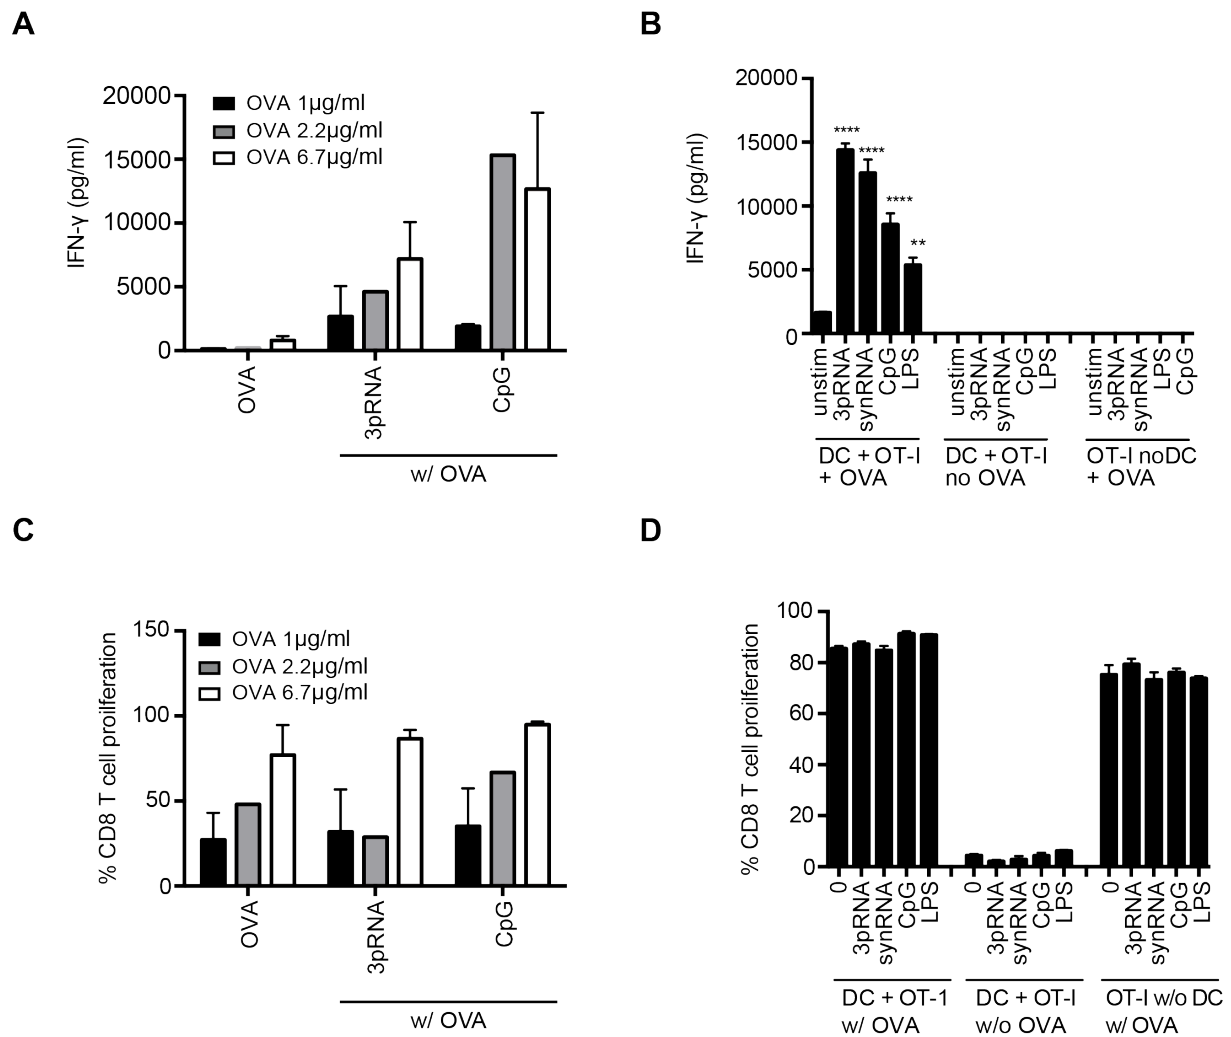 A
20000
15000
10000
5000
0
IFN-γ (pg/ml)
OVA 1µg/ml
OVA 2.2µg/ml
OVA 6.7µg/ml
OVA
3pRNA
CpG
w/ OVA
B
20000
15000
10000
5000
0
IFN-γ (pg/ml)
****
****
****
**
unstim
3pRNA
synRNA
CpG
LPS
unstim
3pRNA
synRNA
CpG
LPS
unstim
3pRNA
synRNA
LPS
CpG
DC + OT-I
+ OVA
DC + OT-I
no OVA
OT-I noDC
+ OVA
C
150
100
50
0
% CD8 T cell proilferation
OVA 1µg/ml
OVA 2.2µg/ml
OVA 6.7µg/ml
OVA
3pRNA
CpG
w/ OVA
D
100
80
60
40
20
0
% CD8 T cell proilferation
0
3pRNA
synRNA
CpG
LPS
0
3pRNA
synRNA
CpG
LPS
0
3pRNA
synRNA
CpG
LPS
DC + OT-1
w/ OVA
DC + OT-I
w/o OVA
OT-I w/o DC
w/ OVA